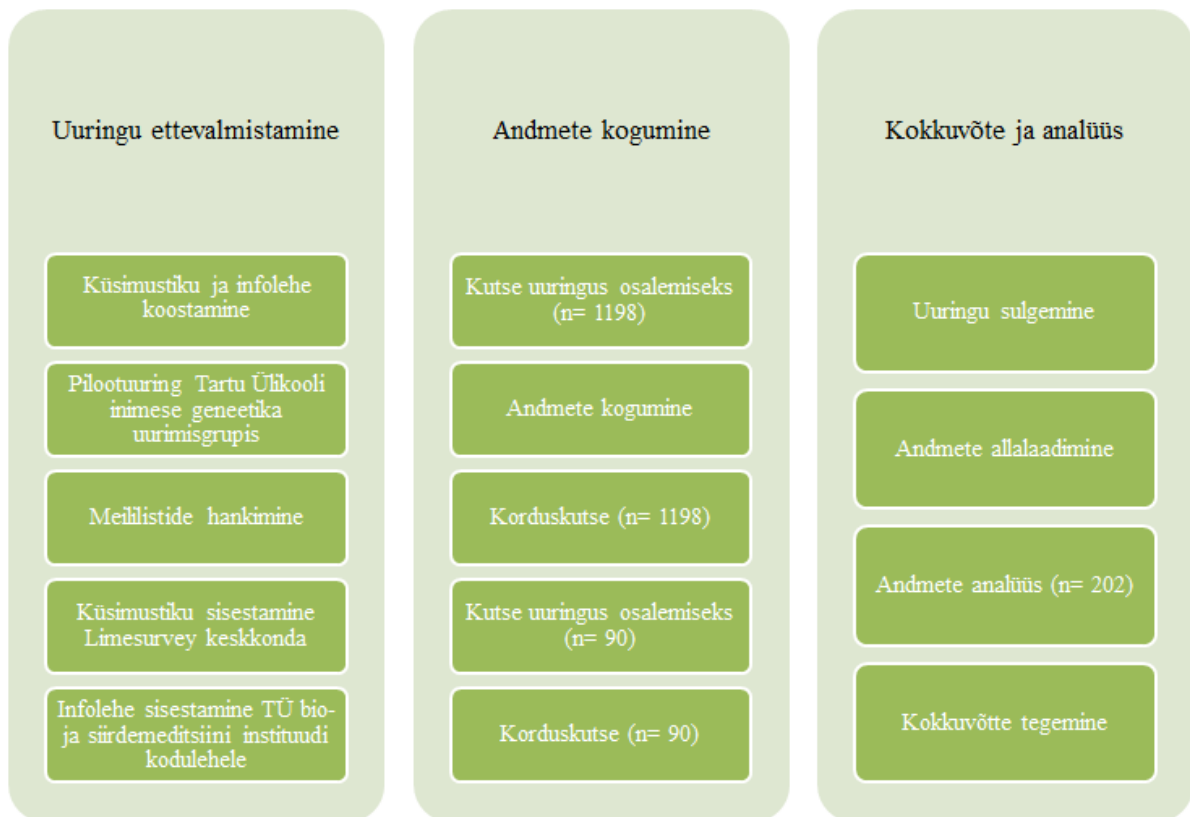 Uuringu ettevalmistamine
Küsimustiku ja infolehe
koostamine
Pilootuuring Tartu Ülikooli
inimese geneetika
uurimisgrupis
Meililistide hankimine
Küsimustiku sisestamine
Limesurvey keskkonda
Infolehe sisestamine TÜ bio-
ja siirdemeditsiini instituudi
kodulehele
Andmete kogumine
Kutse uuringus osalemiseks
(n= 1198)
Andmete kogumine
Korduskutse (n= 1198)
Kutse uuringus osalemiseks
(n= 90)
Korduskutse (n= 90)
Kokkuvõte ja analüüs
Uuringu sulgemine
Andmete allalaadimine
Andmete analüüs (n= 202)
Kokkuvõtte tegemine